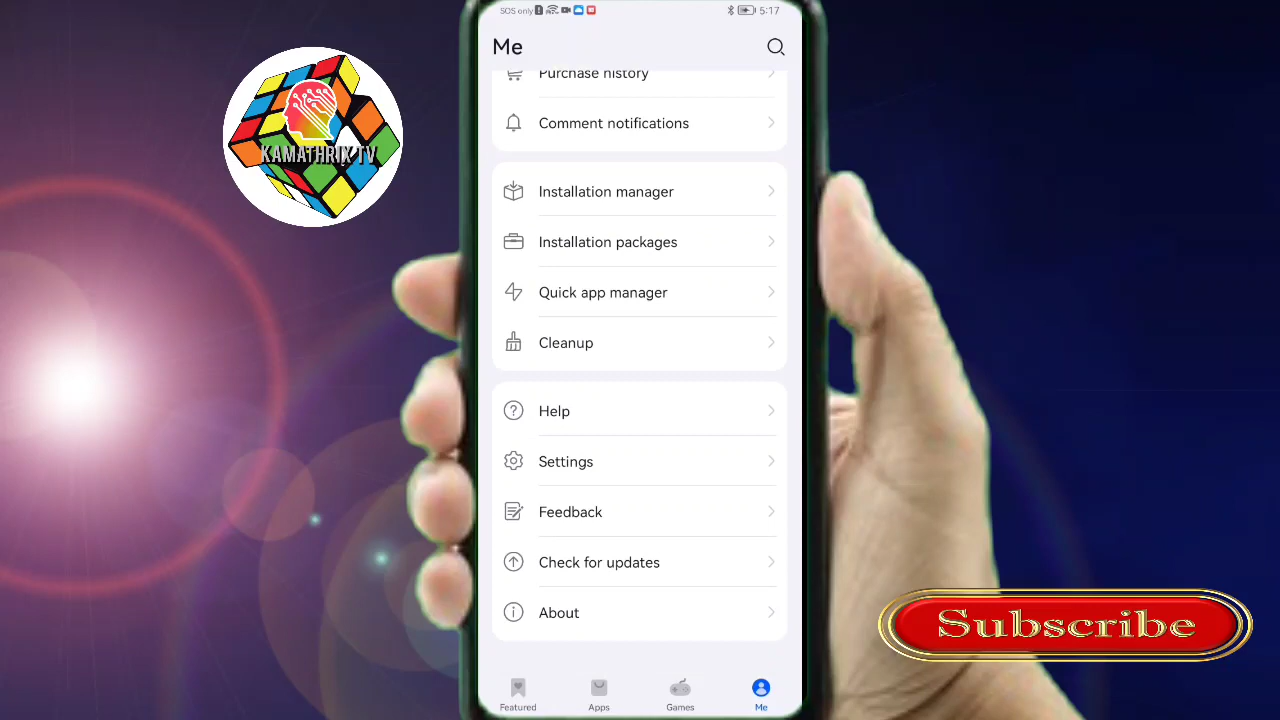 SOS only
5:17
Me
Purchase history
Comment notifications
KAMATHRIX TV
Installation manager
Installation packages
Quick app manager
Cleanup
Help
Settings
Feedback
Check for updates
About
Subscribe
Featured
Apps
Games
Me